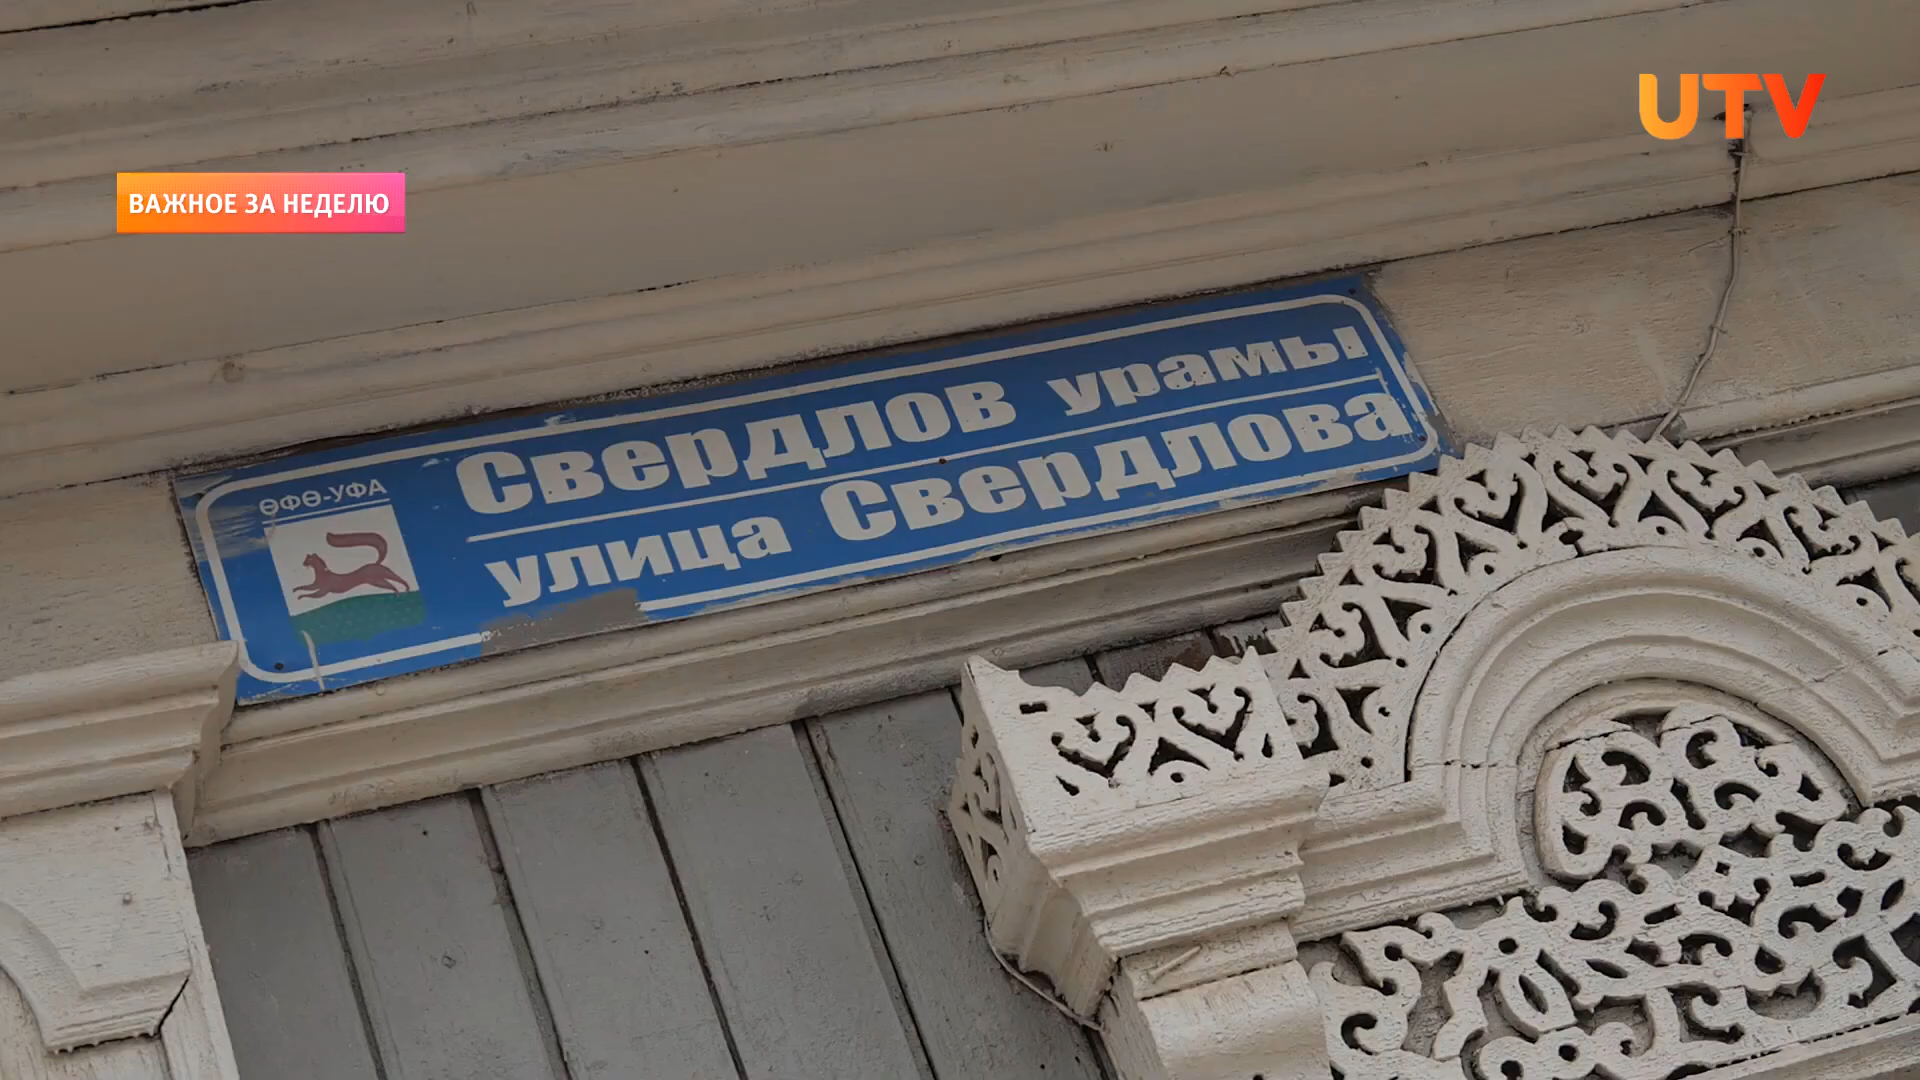 UTV
ВАЖНОЕ ЗА НЕДЕЛЮ
ӨФӨ-УФА
Свердлов урамы
улица Свердлова